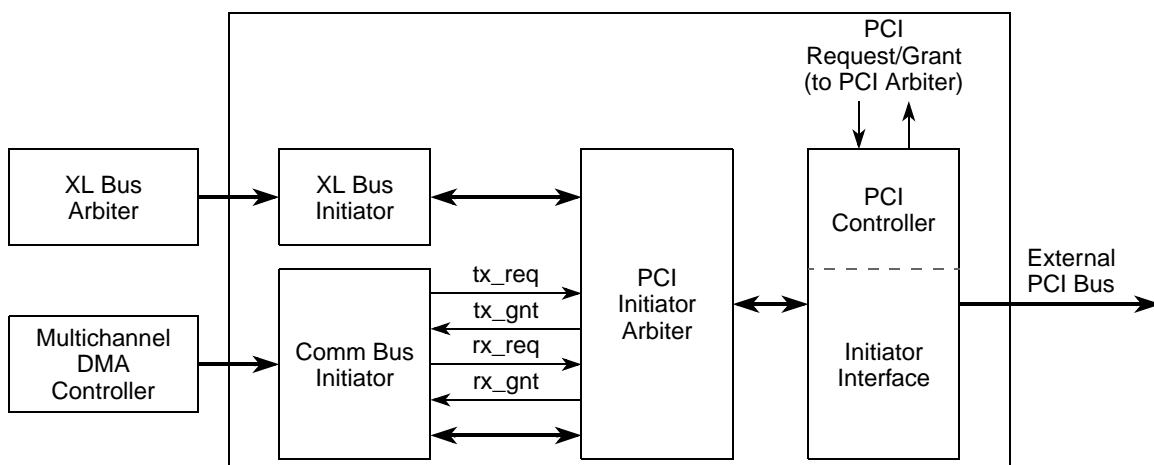 PCI
Request/Grant
(to PCI Arbiter)
XL Bus
Arbiter
XL Bus
Initiator
PCI
Controller
tx_req
tx_gnt
rx_req
rx_gnt
PCI
Initiator
Arbiter
External
PCI Bus
Multichannel
DMA
Controller
Comm Bus
Initiator
Initiator
Interface